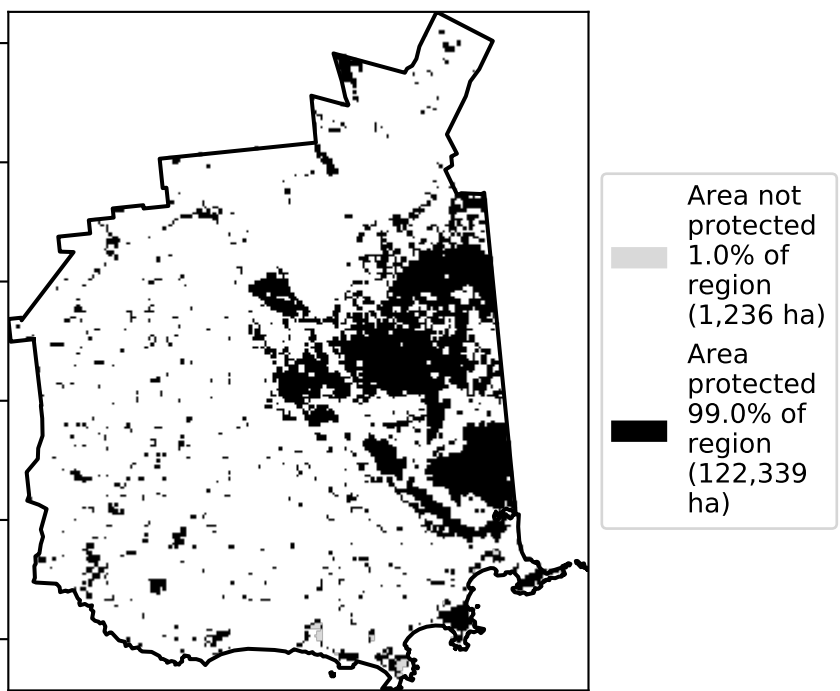 Area not
protected
1.0% of
region
(1,236 ha)
Area
protected
99.0% of
region
(122,339
ha)